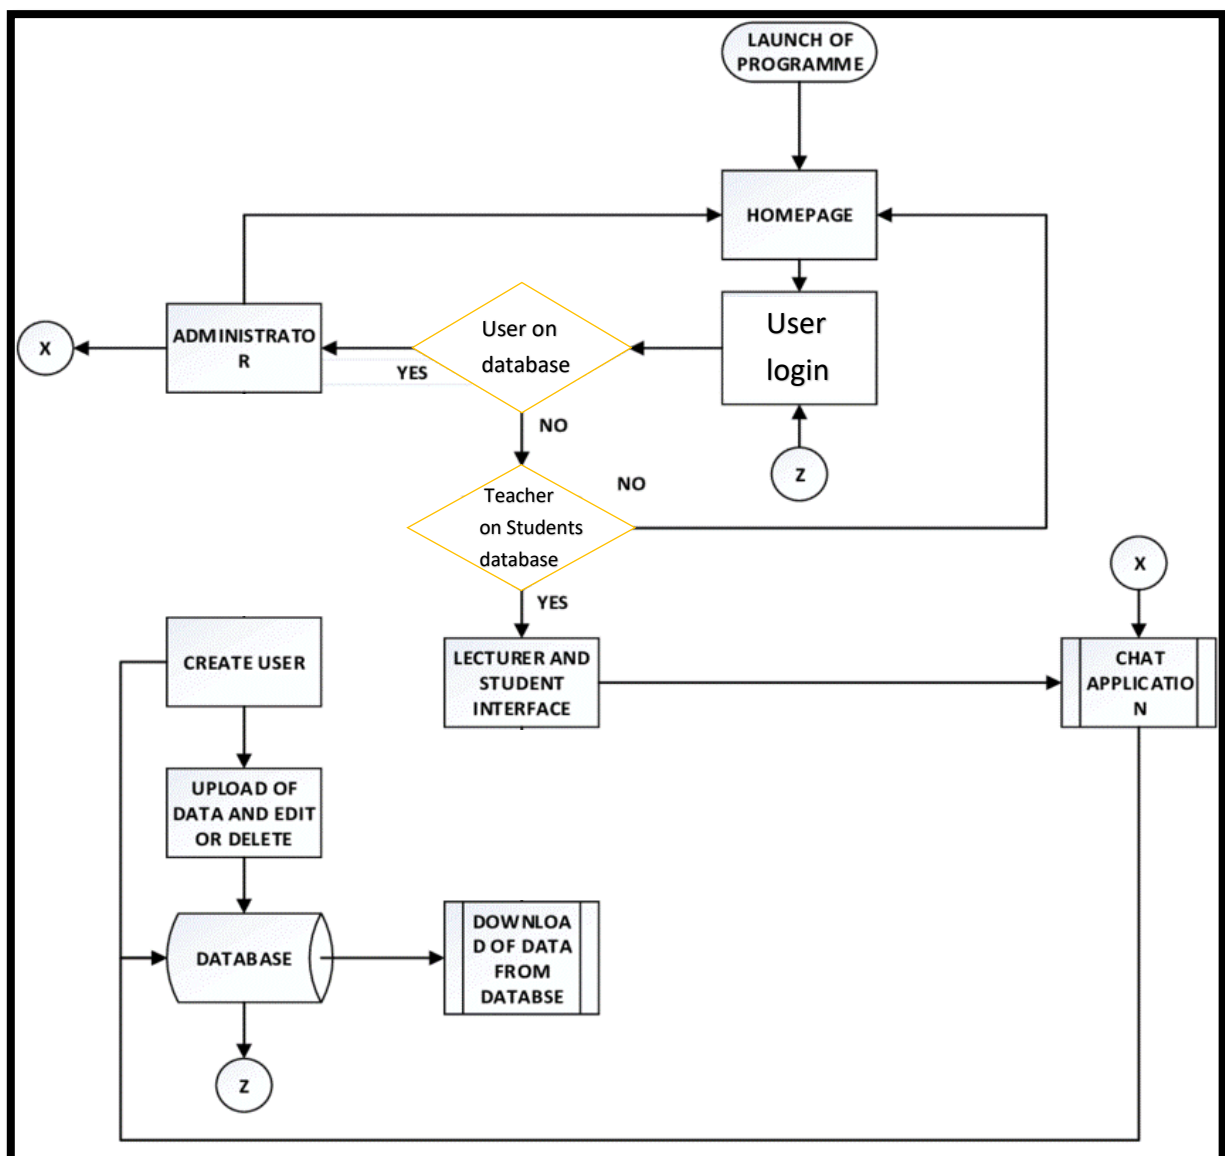 LAUNCH OF
PROGRAMME
HOMEPAGE
ADMINISTRATO
R
X
User on
database
YES
User
login
NO
Z
Teacher
on Students
database
NO
YES
X
CREATE USER
LECTURER AND
STUDENT
INTERFACE
CHAT
APPLICATIO
N
UPLOAD OF
DATA AND EDIT
OR DELETE
DATABASE
DOWNLOA
D OF DATA
FROM
DATABSE
Z